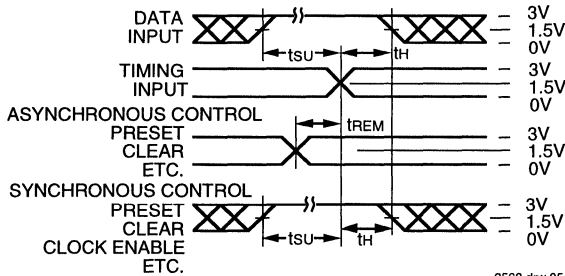 DATA
INPUT
tSU
tH
3V
1.5V
0V
TIMING
INPUT
3V
1.5V
0V
ASYNCHRONOUS CONTROL
PRESET
CLEAR
ETC.
tREM
3V
1.5V
0V
SYNCHRONOUS CONTROL
PRESET
CLEAR
CLOCK ENABLE
ETC.
tSU
tH
3V
1.5V
0V